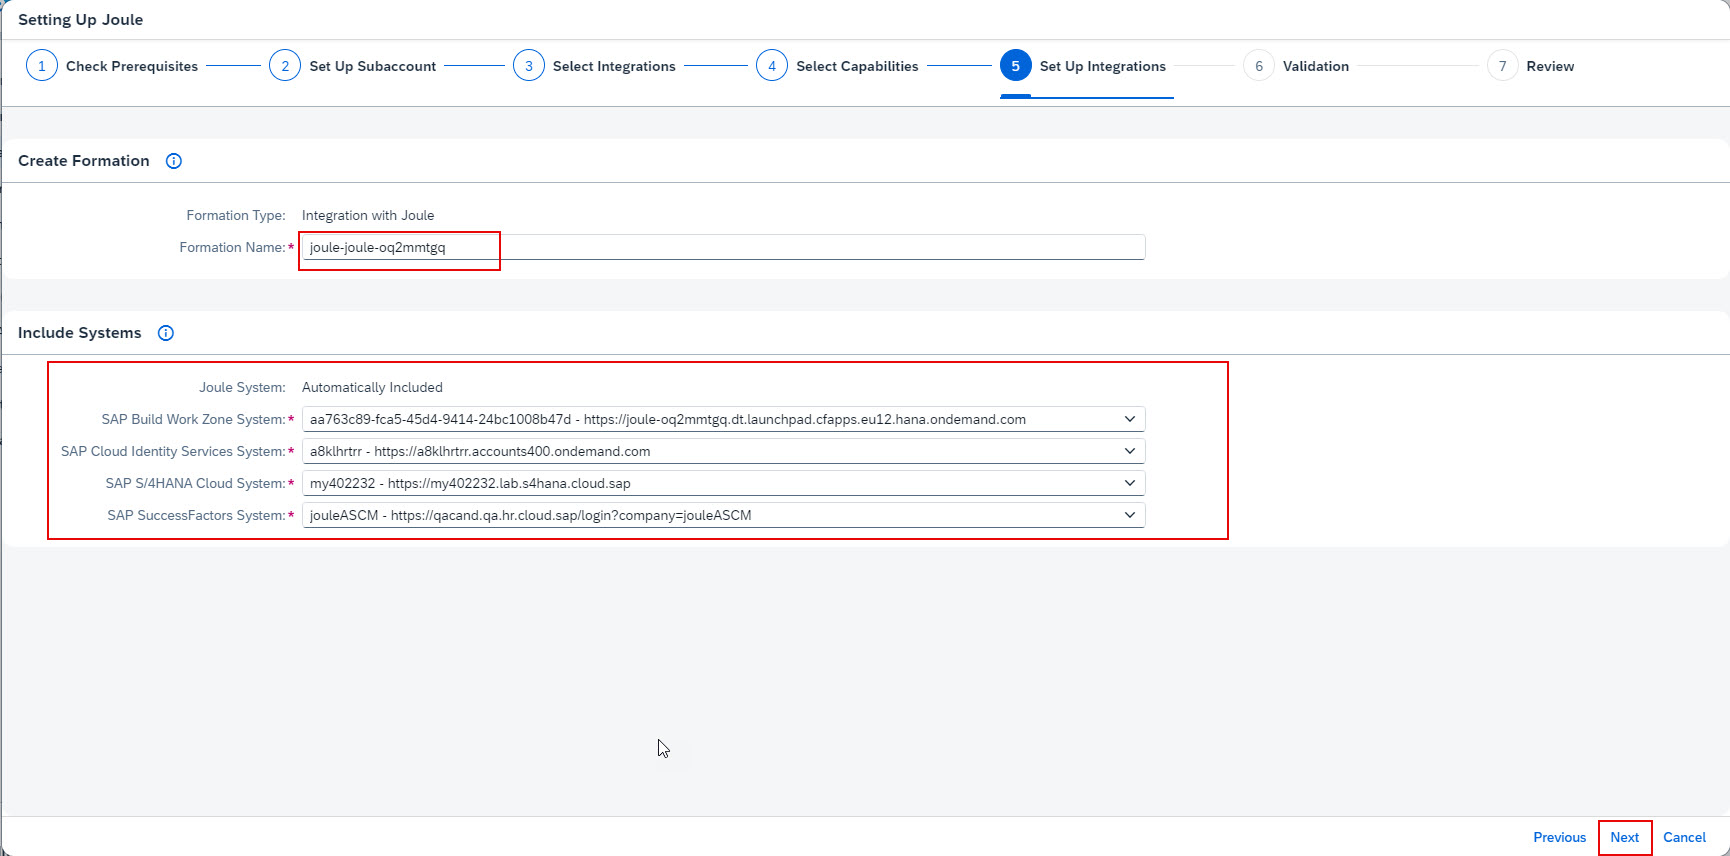 Setting Up Joule
1 Check Prerequisites 2 Set Up Subaccount 3 Select Integrations 4 Select Capabilities 5 Set Up Integrations 6 Validation 7 Review
Create Formation
Formation Type: Integration with Joule
Formation Name:* joule-joule-oq2mmtgq
Include Systems
Joule System: Automatically Included
SAP Build Work Zone System:* aa763c89-fca5-45d4-9414-24bc1008b47d - https://joule-oq2mmtgq.dt.launchpad.cfapps.eu12.hana.ondemand.com
SAP Cloud Identity Services System:* a8klhrtrr - https://a8klhrtrr.accounts400.ondemand.com
SAP S/4HANA Cloud System:* my402232 - https://my402232.lab.s4hana.cloud.sap
SAP SuccessFactors System:* jouleASCM - https://qacand.qa.hr.cloud.sap/login?company=jouleASCM
Previous Next Cancel